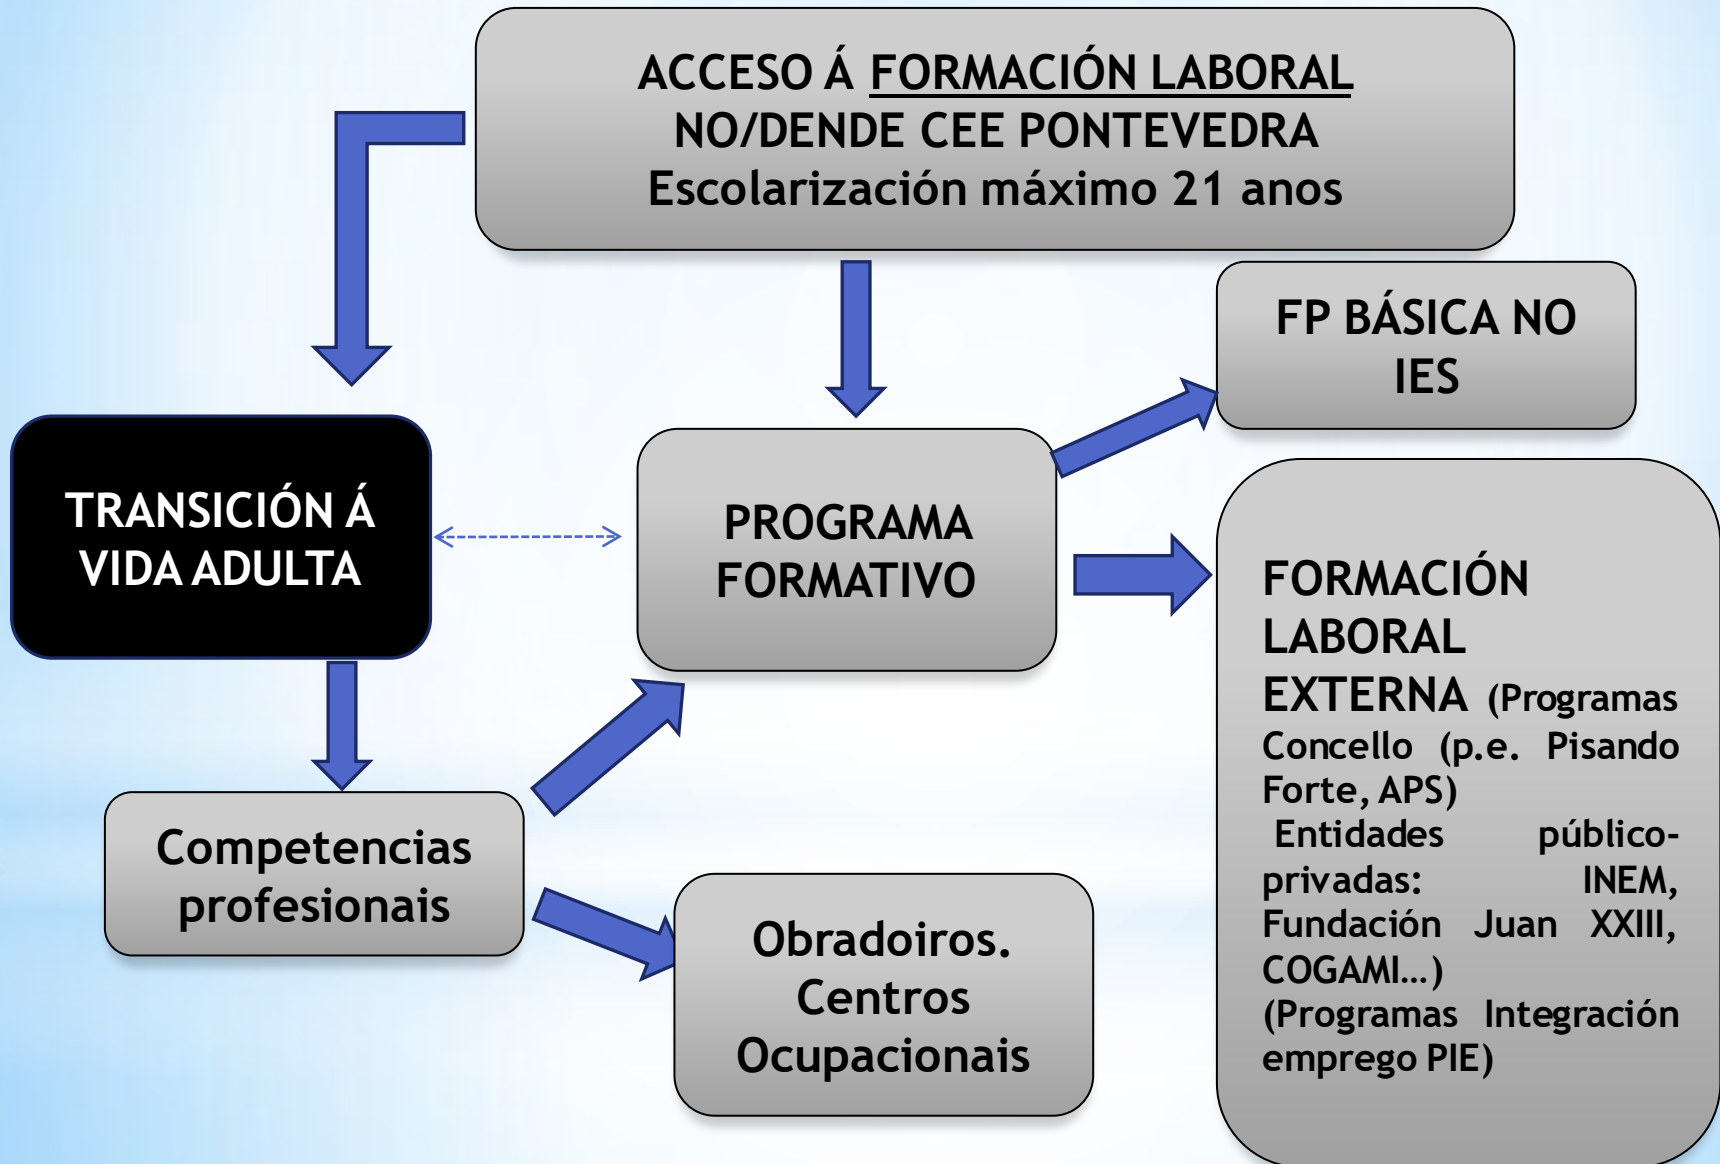 ACCESO Á FORMACIÓN LABORAL
NO/DENDE CEE PONTEVEDRA
Escolarización máximo 21 anos
FP BÁSICA NO
IES
TRANSICIÓN Á
VIDA ADULTA
PROGRAMA
FORMATIVO
FORMACIÓN
LABORAL
EXTERNA (Programas
Concello (p.e. Pisando
Forte, APS)
Entidades público-
privadas: INEM,
Fundación Juan XXIII,
COGAMI…)
(Programas Integración
emprego PIE)
Competencias
profesionais
Obradoiros.
Centros
Ocupacionais